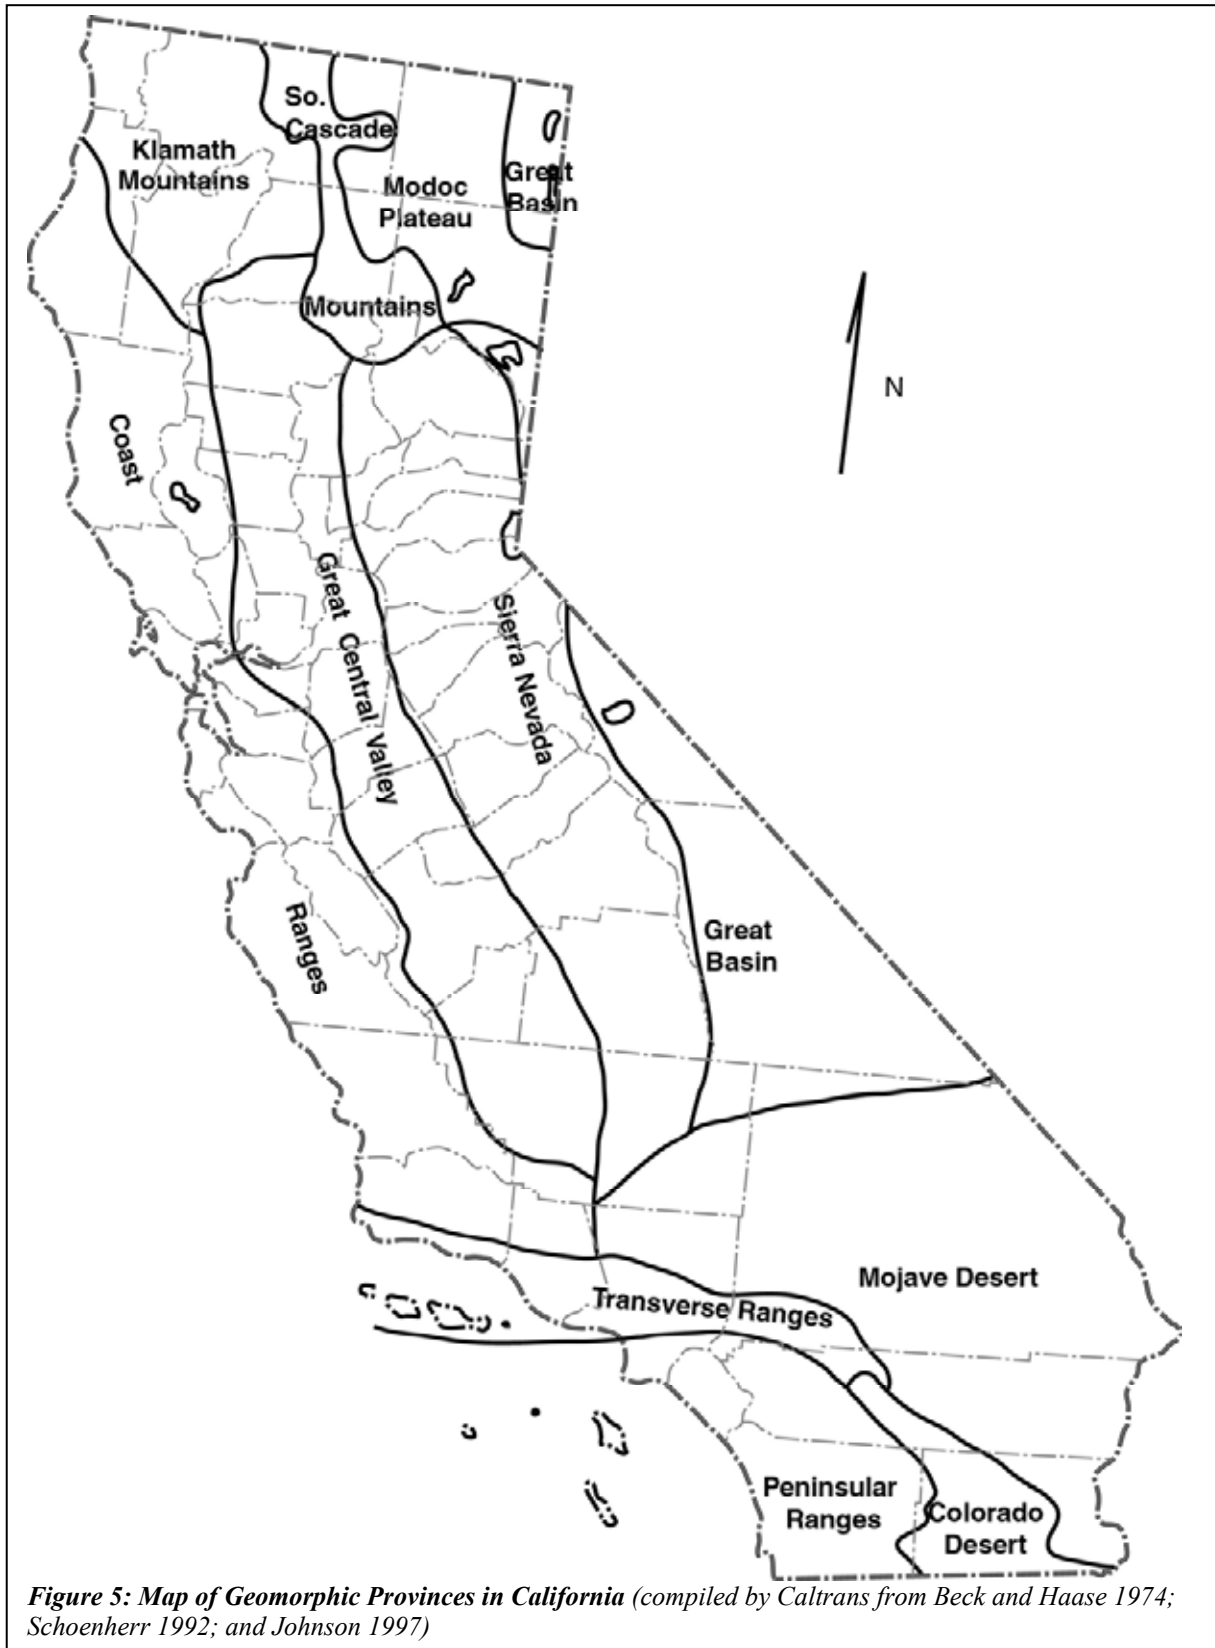 So.
Cascade
Klamath
Mountains
Great
Basin
Modoc
Plateau
Mountains
N
Coast
Great Central Valley
Sierra Nevada
Ranges
Great
Basin
Mojave Desert
Transverse Ranges
Peninsular
Ranges
Colorado
Desert
Figure 5: Map of Geomorphic Provinces in California (compiled by Caltrans from Beck and Haase 1974;
Schoenherr 1992; and Johnson 1997)